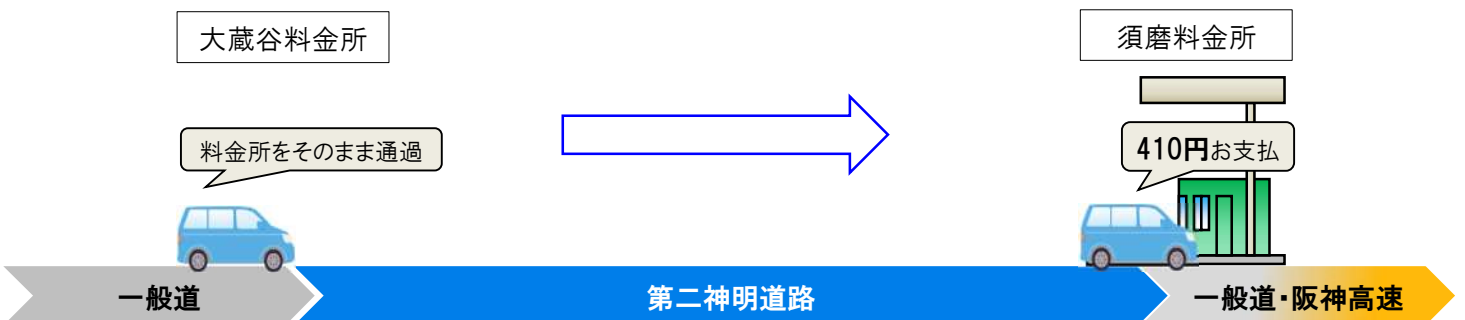 大蔵谷料金所
須磨料金所
料金所をそのまま通過
410円お支払
一般道
第二神明道路
一般道・阪神高速